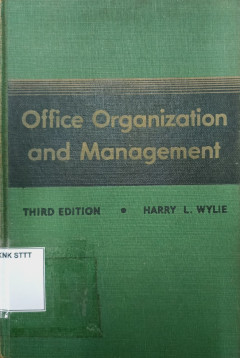 Office Organization
and Management
THIRD EDITION • HARRY L. WYLIE
ENK STTT